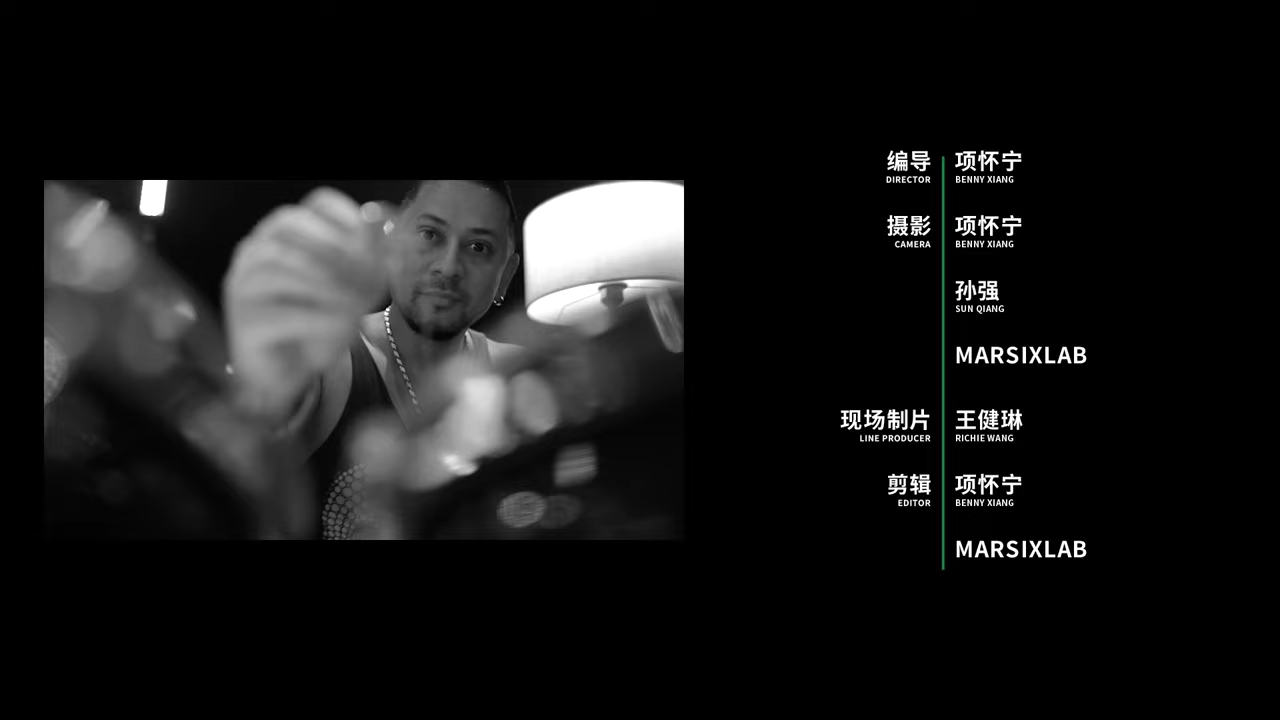 编导 项怀宁
DIRECTOR BENNY XIANG
摄影 项怀宁
CAMERA BENNY XIANG
孙强
SUN QIANG
MARSIXLAB
现场制片 王健琳
LINE PRODUCER RICHIE WANG
剪辑 项怀宁
EDITOR BENNY XIANG
MARSIXLAB